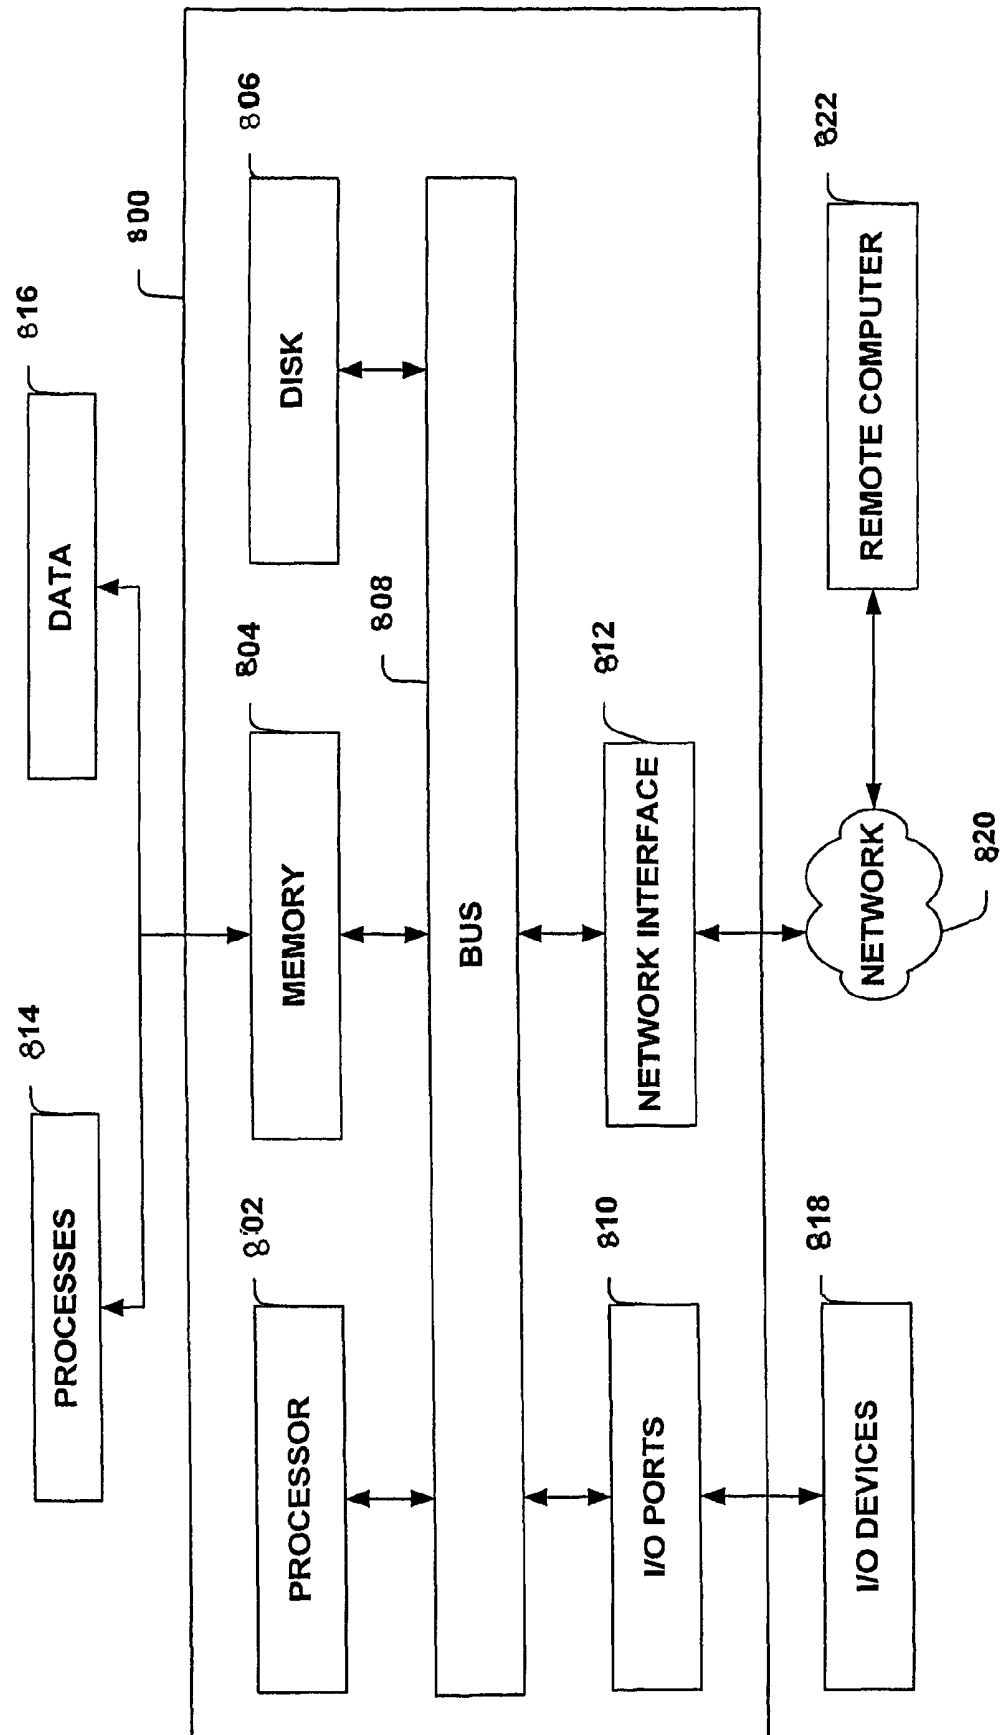 PROCESSES
814
DATA
816
800
PROCESSOR
802
MEMORY
804
DISK
806
BUS
808
I/O PORTS
810
NETWORK INTERFACE
812
I/O DEVICES
818
NETWORK
820
REMOTE COMPUTER
822